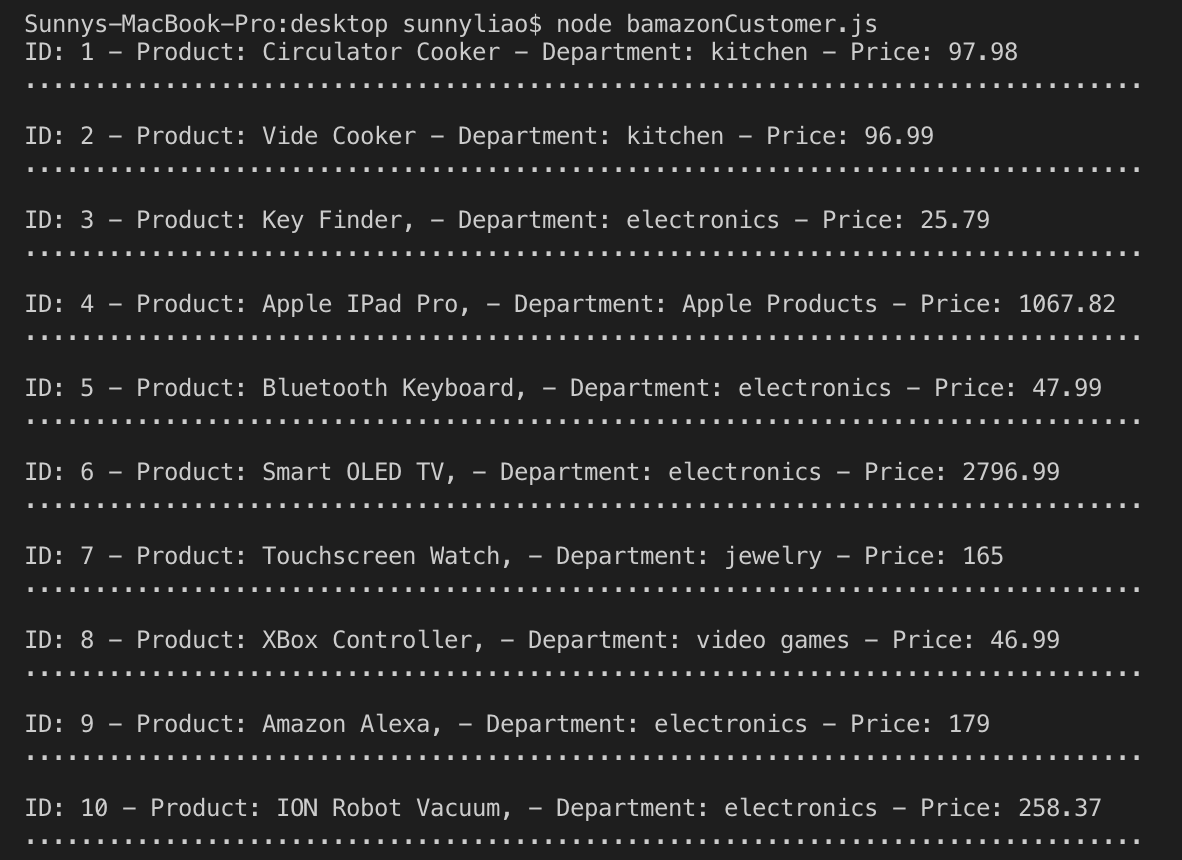 Sunnys-MacBook-Pro:desktop sunnyliao$ node bamazonCustomer.js
ID: 1 - Product: Circulator Cooker - Department: kitchen - Price: 97.98
................................................................................
ID: 2 - Product: Vide Cooker - Department: kitchen - Price: 96.99
................................................................................
ID: 3 - Product: Key Finder, - Department: electronics - Price: 25.79
................................................................................
ID: 4 - Product: Apple IPad Pro, - Department: Apple Products - Price: 1067.82
................................................................................
ID: 5 - Product: Bluetooth Keyboard, - Department: electronics - Price: 47.99
................................................................................
ID: 6 - Product: Smart OLED TV, - Department: electronics - Price: 2796.99
................................................................................
ID: 7 - Product: Touchscreen Watch, - Department: jewelry - Price: 165
................................................................................
ID: 8 - Product: XBox Controller, - Department: video games - Price: 46.99
................................................................................
ID: 9 - Product: Amazon Alexa, - Department: electronics - Price: 179
................................................................................
ID: 10 - Product: ION Robot Vacuum, - Department: electronics - Price: 258.37
................................................................................